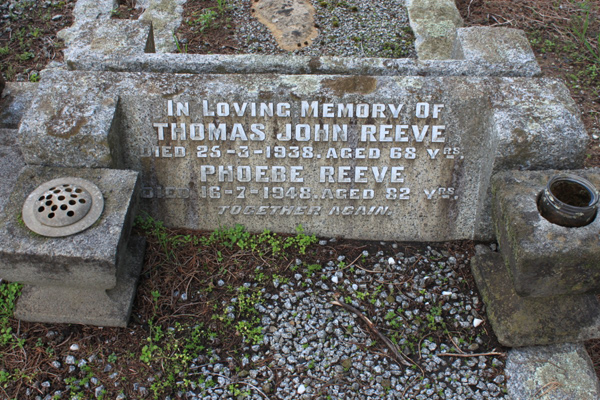 In Loving Memory Of
THOMAS JOHN REEVE
DIED 25-3-1938. AGED 68 YRS.
PHOEBE REEVE
DIED 16-7-1948. AGED 82 YRS.
TOGETHER AGAIN.